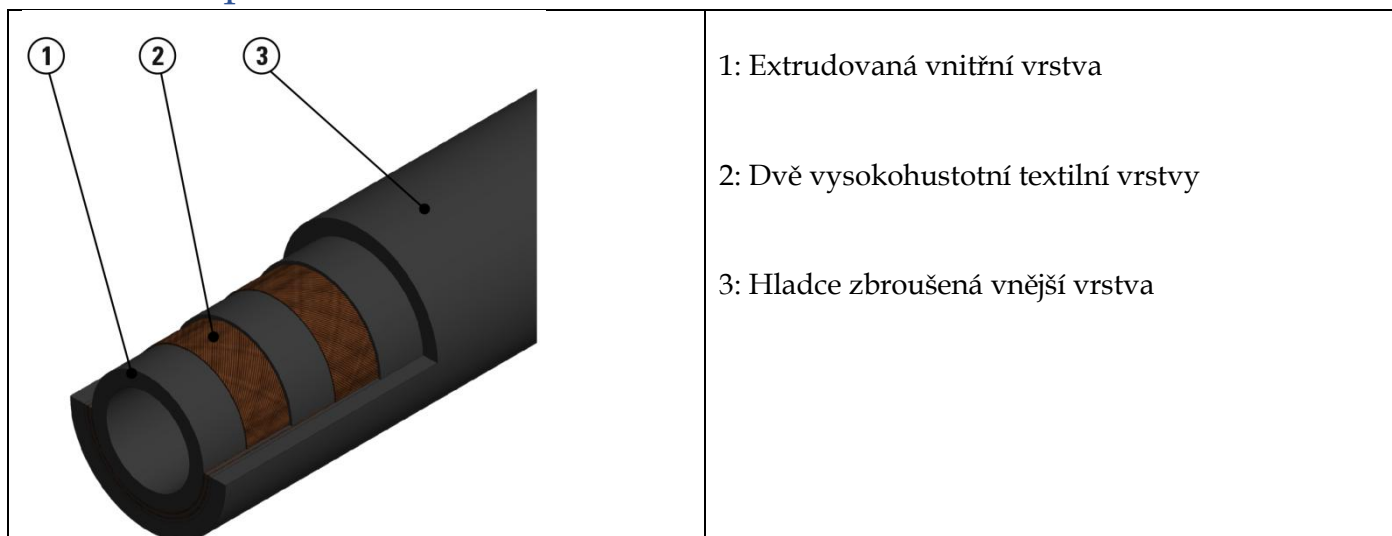 1
2
3
1: Extrudovaná vnitřní vrstva
2: Dvě vysokohustotní textilní vrstvy
3: Hladce zbroušená vnější vrstva